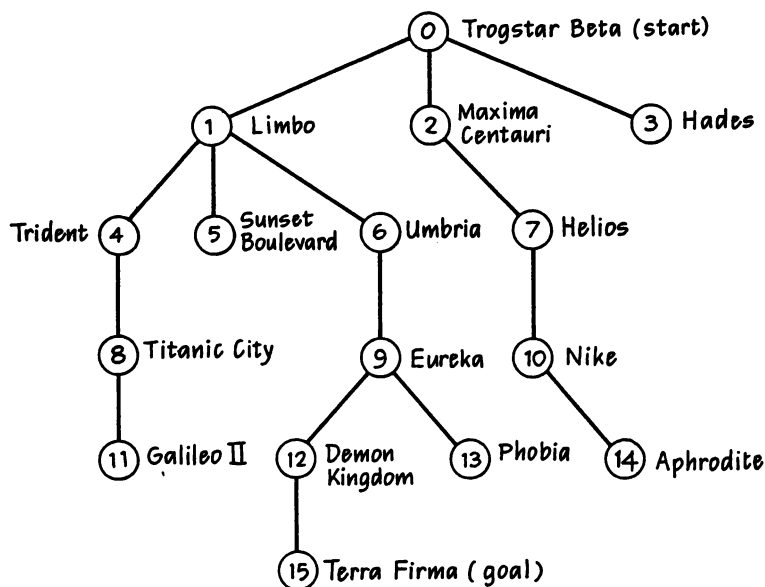 0 Trogstar Beta (start)
1 Limbo
2 Maxima
Centauri
3 Hades
Trident 4
5 Sunset
Boulevard
6 Umbria
7 Helios
8 Titanic City
9 Eureka
10 Nike
11 Galileo II
12 Demon
Kingdom
13 Phobia
14 Aphrodite
15 Terra Firma (goal)